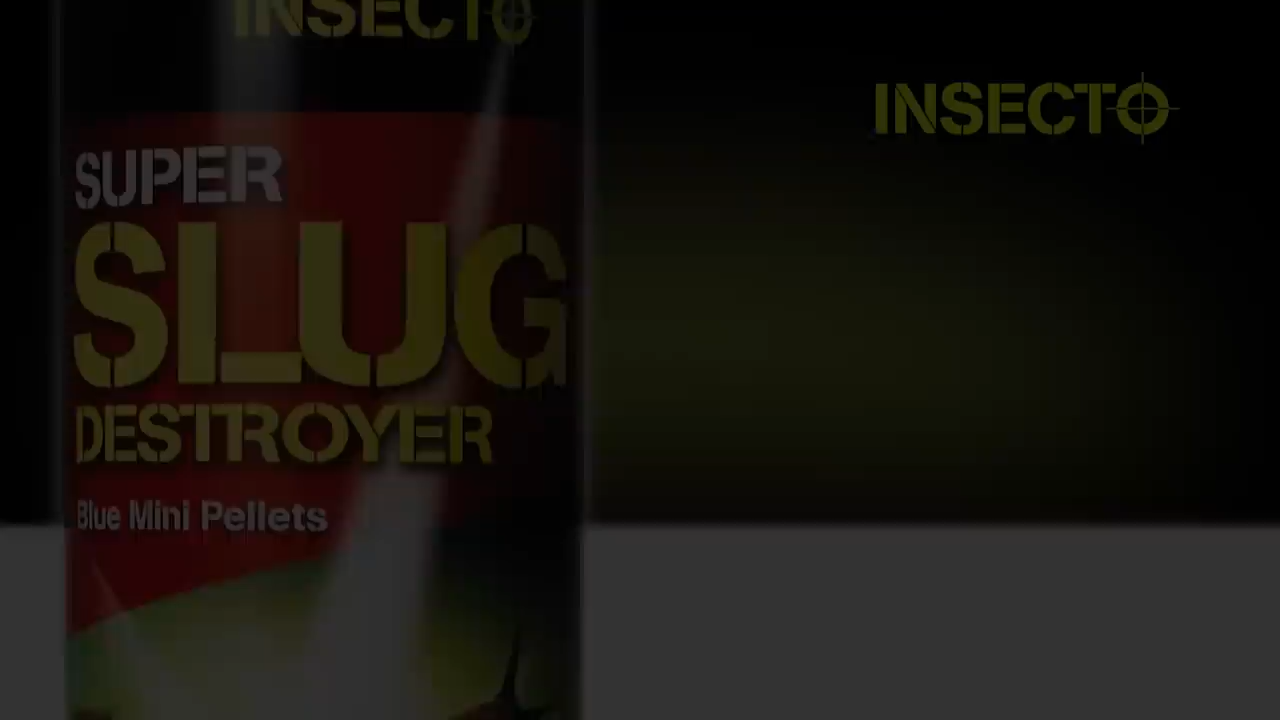 INSECTO
INSECTO
SUPER
SLUG
DESTROYER
Blue Mini Pellets